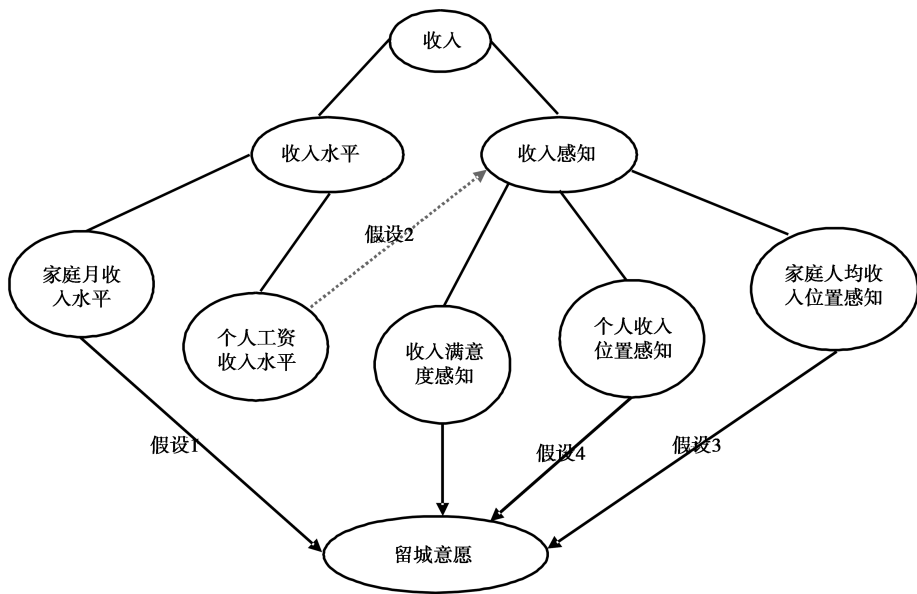 收入
收入水平
收入感知
假设2
家庭月收
入水平
家庭人均收
入位置感知
个人工资
收入水平
收入满意
度感知
个人收入
位置感知
假设1
假设4
假设3
留城意愿